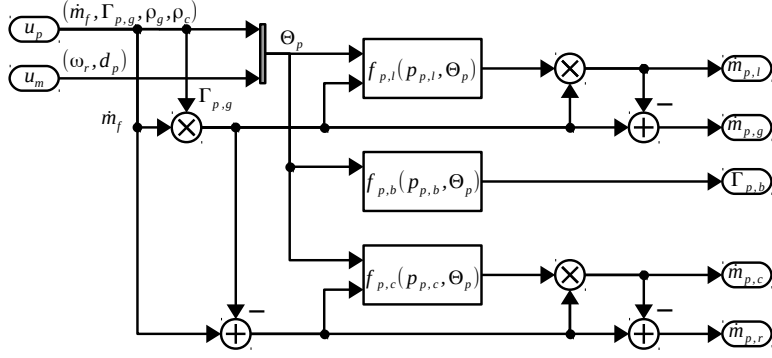 u_p (ṁ_f, Γ_{p,g}, ρ_g, ρ_c)
u_m (ω_r, d_p)
Θ_p
Γ_{p,g}
ṁ_f
f_{p,l}(p_{p,l}, Θ_p)
ṁ_{p,l}
−
ṁ_{p,g}
f_{p,b}(p_{p,b}, Θ_p)
Γ_{p,b}
f_{p,c}(p_{p,c}, Θ_p)
ṁ_{p,c}
−
−
ṁ_{p,r}